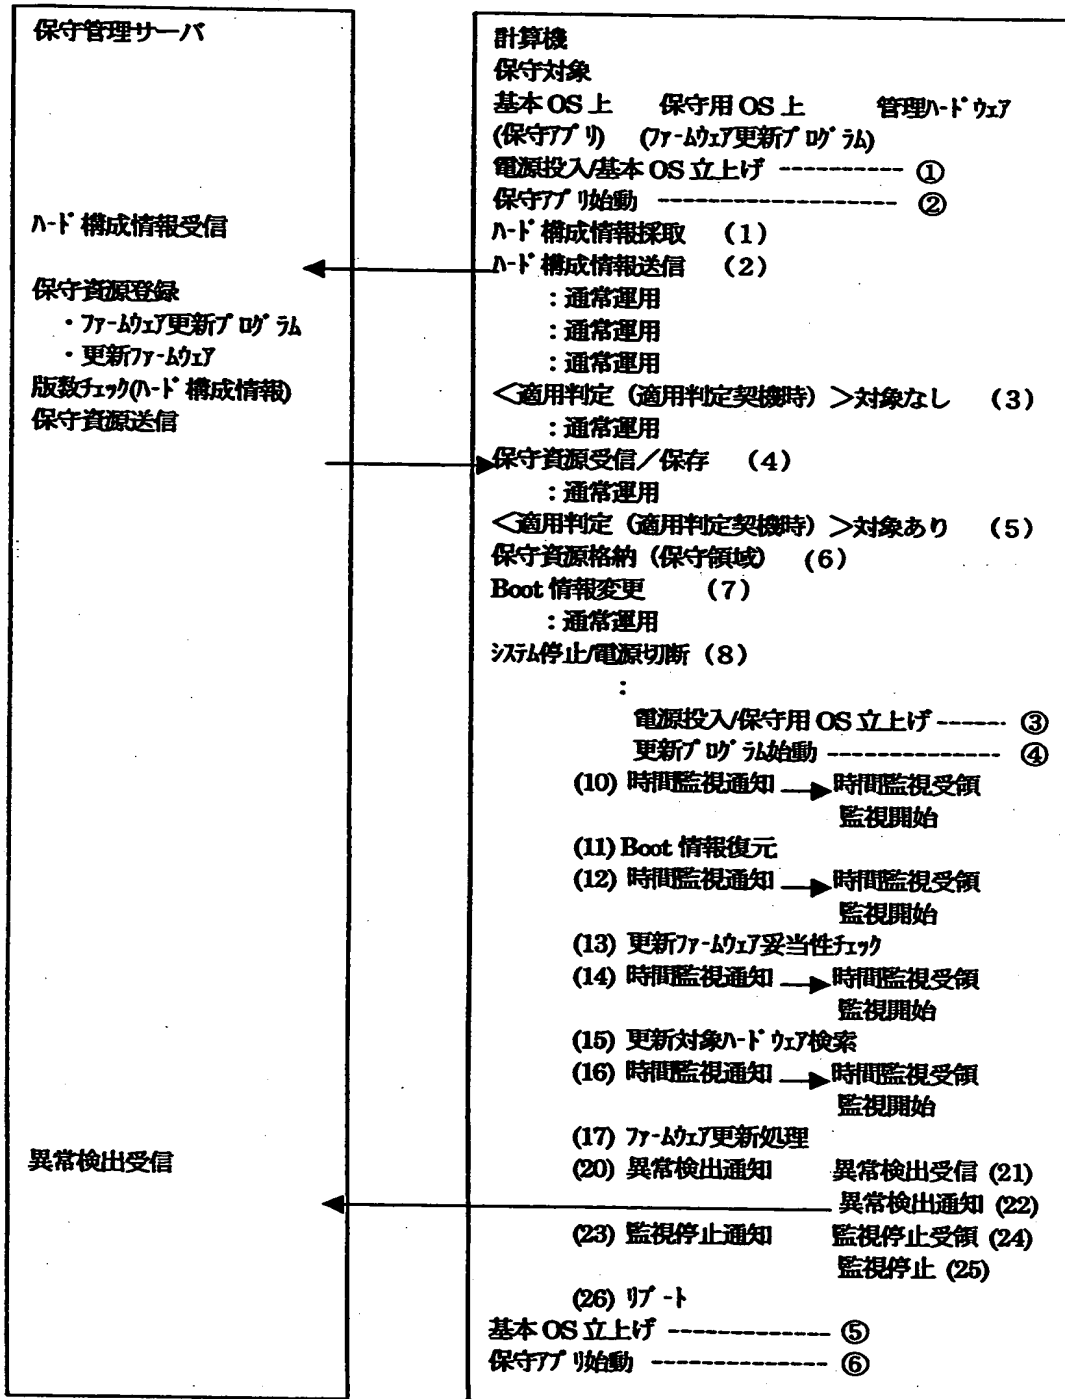 保守管理サーバ
ハード構成情報受信
保守資源登録
・ファームウェア更新プログラム
・更新ファームウェア
版数チェック(ハード構成情報)
保守資源送信
異常検出受信
計算機
保守対象
基本OS上 保守用OS上 管理ハードウェア
(保守アプリ) (ファームウェア更新プログラム)
電源投入/基本OS立上げ ---------- ①
保守アプリ始動 ------------------- ②
ハード構成情報採取 (1)
ハード構成情報送信 (2)
:通常運用
:通常運用
:通常運用
<適用判定(適用判定契機時)>対象なし (3)
:通常運用
保守資源受信/保存 (4)
:通常運用
<適用判定(適用判定契機時)>対象あり (5)
保守資源格納(保守領域) (6)
Boot情報変更 (7)
:通常運用
システム停止/電源切断(8)
:
電源投入/保守用OS立上げ ------ ③
更新プログラム始動 --------------- ④
(10) 時間監視通知 時間監視受領
監視開始
(11) Boot情報復元
(12) 時間監視通知 時間監視受領
監視開始
(13) 更新ファームウェア妥当性チェック
(14) 時間監視通知 時間監視受領
監視開始
(15) 更新対象ハードウェア検索
(16) 時間監視通知 時間監視受領
監視開始
(17) ファームウェア更新処理
(20) 異常検出通知 異常検出受信 (21)
異常検出通知 (22)
(23) 監視停止通知 監視停止受領 (24)
監視停止 (25)
(26) リブート
基本OS立上げ ------------- ⑤
保守アプリ始動 -------------- ⑥